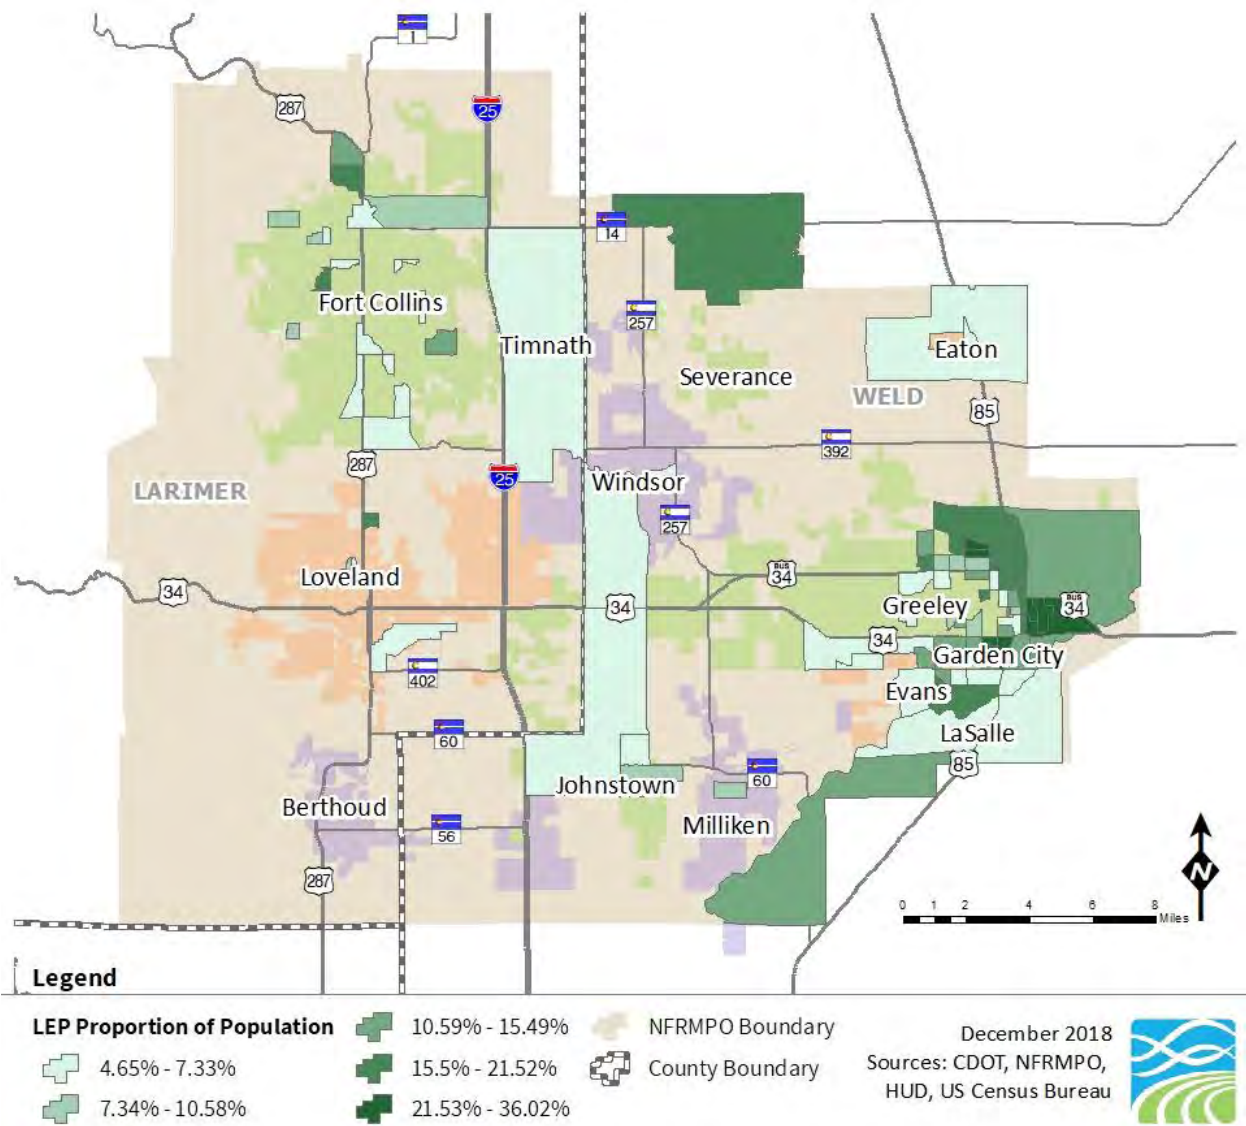 1
287
25
14
Fort Collins
257
Timnath
Eaton
Severance
WELD
85
392
287
25
LARIMER
Windsor
257
Loveland
34
34
BUS
34
BUS
34
Greeley
34
Garden City
402
Evans
60
LaSalle
85
60
Johnstown
Berthoud
56
Milliken
287
N
0 1 2 4 6 8
Miles
Legend
LEP Proportion of Population
4.65% - 7.33%
7.34% - 10.58%
10.59% - 15.49%
15.5% - 21.52%
21.53% - 36.02%
NFRMPO Boundary
County Boundary
December 2018
Sources: CDOT, NFRMPO,
HUD, US Census Bureau